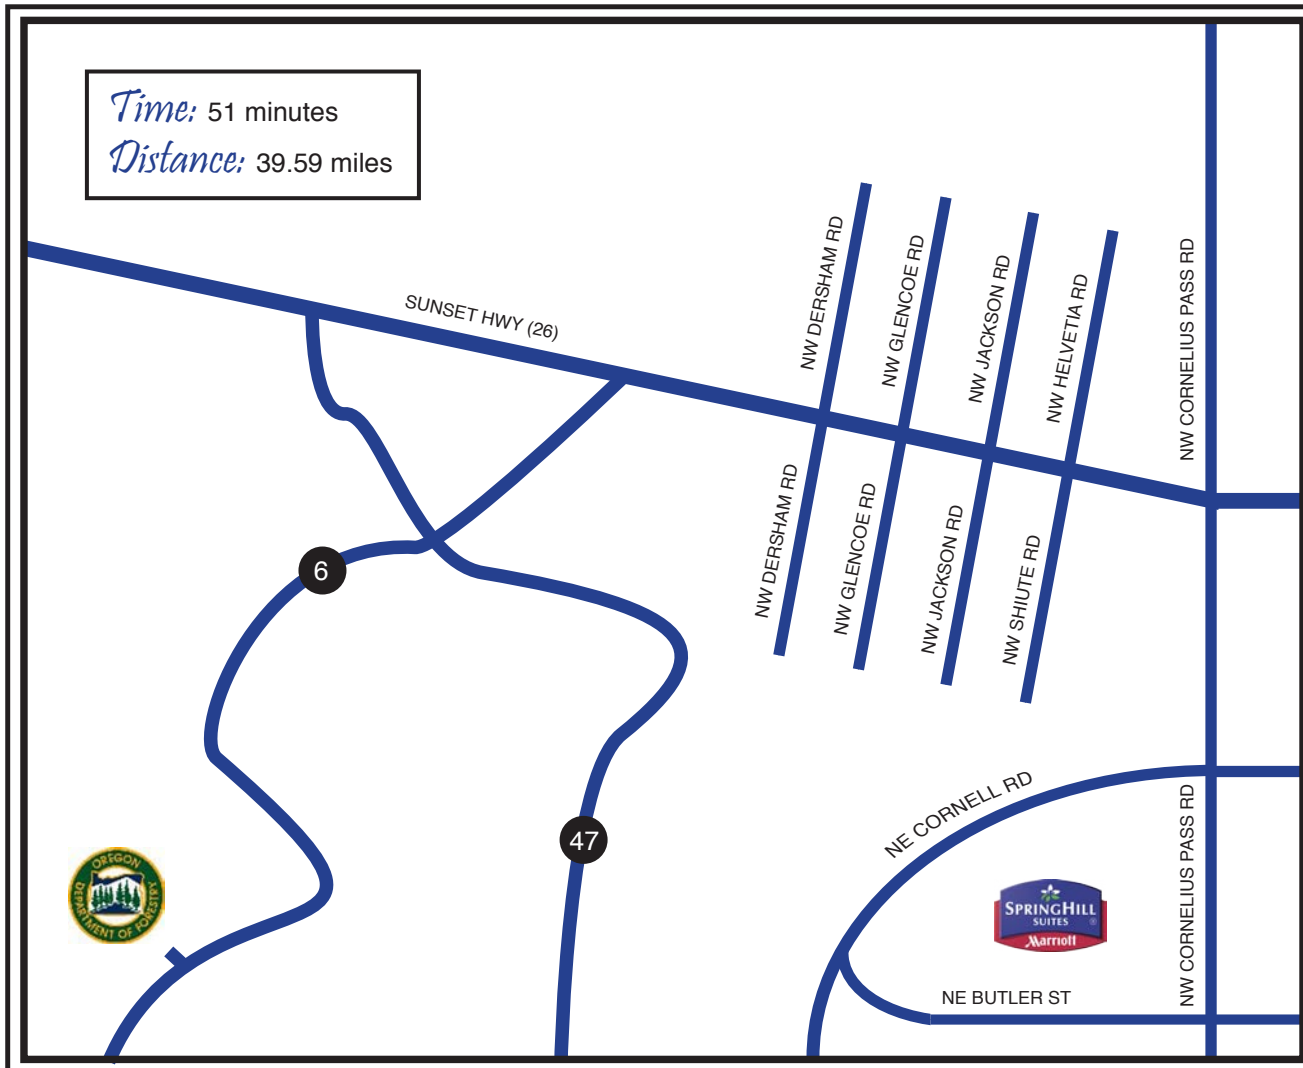 Time: 51 minutes
Distance: 39.59 miles
SUNSET HWY (26)
NW DERSHAM RD
NW GLENCOE RD
NW JACKSON RD
NW HELVETIA RD
NW CORNELIUS PASS RD
NW DERSHAM RD
NW GLENCOE RD
NW JACKSON RD
NW SHIUTE RD
6
47
NE CORNELL RD
NW CORNELIUS PASS RD
OREGON
DEPARTMENT OF FORESTRY
SPRINGHILL
SUITES ®
Marriott
NE BUTLER ST